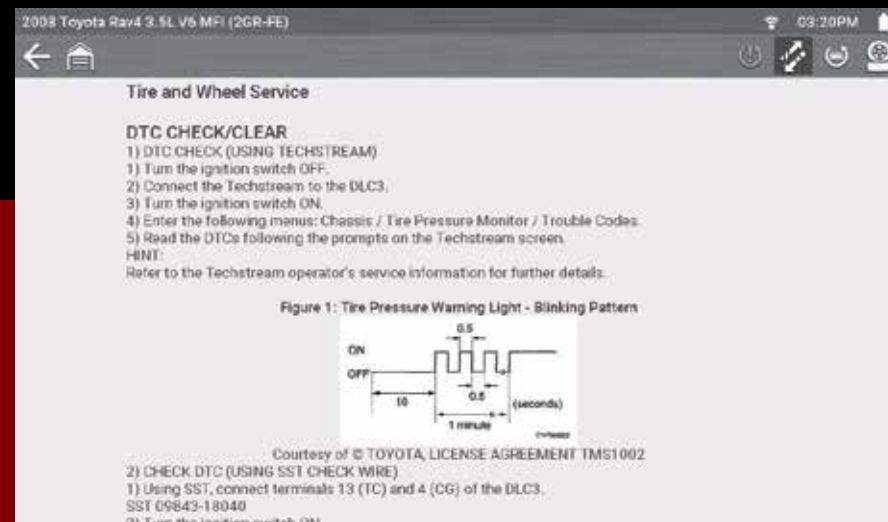 2008 Toyota Rav4 3.5L V6 MFI (2GR-FE)
03:20PM
Tire and Wheel Service
DTC CHECK/CLEAR
1) DTC CHECK (USING TECHSTREAM)
1) Turn the ignition switch OFF.
2) Connect the Techstream to the DLC3.
3) Turn the ignition switch ON.
4) Enter the following menus: Chassis / Tire Pressure Monitor / Trouble Codes.
5) Read the DTCs following the prompts on the Techstream screen.
HINT:
Refer to the Techstream operator's service information for further details.
Figure 1: Tire Pressure Warning Light - Blinking Pattern
0.5
ON
OFF
10
0.5
(seconds)
1 minute
Courtesy of © TOYOTA, LICENSE AGREEMENT TMS1002
2) CHECK DTC (USING SST CHECK WIRE)
1) Using SST, connect terminals 13 (TC) and 4 (CG) of the DLC3.
SST 09843-18040
2) Turn the ignition switch ON.